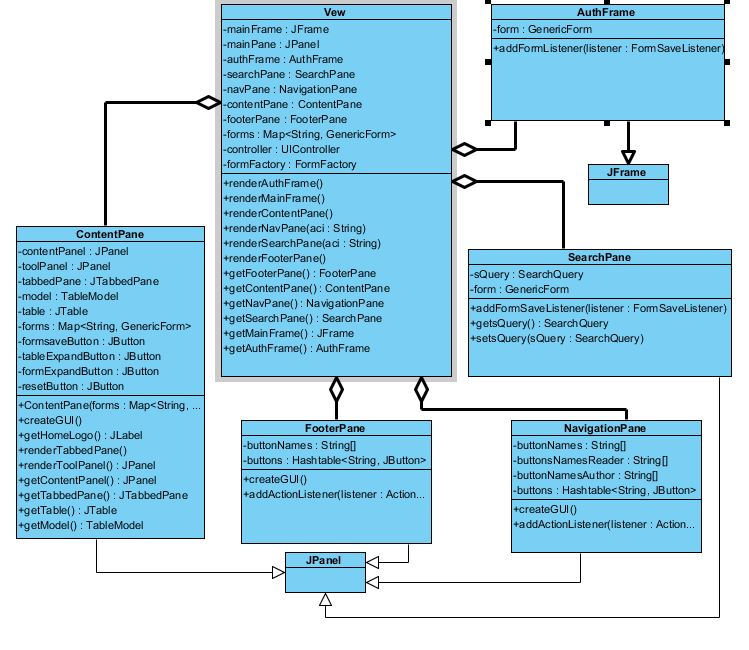 Vew
-mainFrame : JFrame
-mainPane : JPanel
-authFrame : AuthFrame
-searchPane : SearchPane
-navPane : NavigationPane
-contentPane : ContentPane
-footerPane : FooterPane
-forms : Map<String, GenericForm>
-controller : UIController
-formFactory : FormFactory
+renderAuthFrame()
+renderMainFrame()
+renderContentPane()
+renderNavPane(aci : String)
+renderSearchPane(aci : String)
+renderFooterPane()
+getFooterPane() : FooterPane
+getContentPane() : ContentPane
+getNavPane() : NavigationPane
+getSearchPane() : SearchPane
+getMainFrame() : JFrame
+getAuthFrame() : AuthFrame
AuthFrame
-form : GenericForm
+addFormListener(listener : FormSaveListener)
JFrame
ContentPane
-contentPanel : JPanel
-toolPanel : JPanel
-tabbedPane : JTabbedPane
-model : TableModel
-table : JTable
-forms : Map<String, GenericForm>
-formsaveButton : JButton
-tableExpandButton : JButton
-formExpandButton : JButton
-resetButton : JButton
+ContentPane(forms : Map<String, ...
+createGUI()
+getHomeLogo() : JLabel
+renderTabbedPane()
+renderToolPanel() : JPanel
+getContentPanel() : JPanel
+getTabbedPane() : JTabbedPane
+getTable() : JTable
+getModel() : TableModel
SearchPane
-sQuery : SearchQuery
-form : GenericForm
+addFormSaveListener(listener : FormSaveListener)
+getsQuery() : SearchQuery
+setsQuery(sQuery : SearchQuery)
FooterPane
-buttonNames : String[]
-buttons : Hashtable<String, JButton>
+createGUI()
+addActionListener(listener : Action...
NavigationPane
-buttonNames : String[]
-buttonsNamesReader : String[]
-buttonNamesAuthor : String[]
-buttons : Hashtable<String, JButton>
+createGUI()
+addActionListener(listener : Action...
JPanel